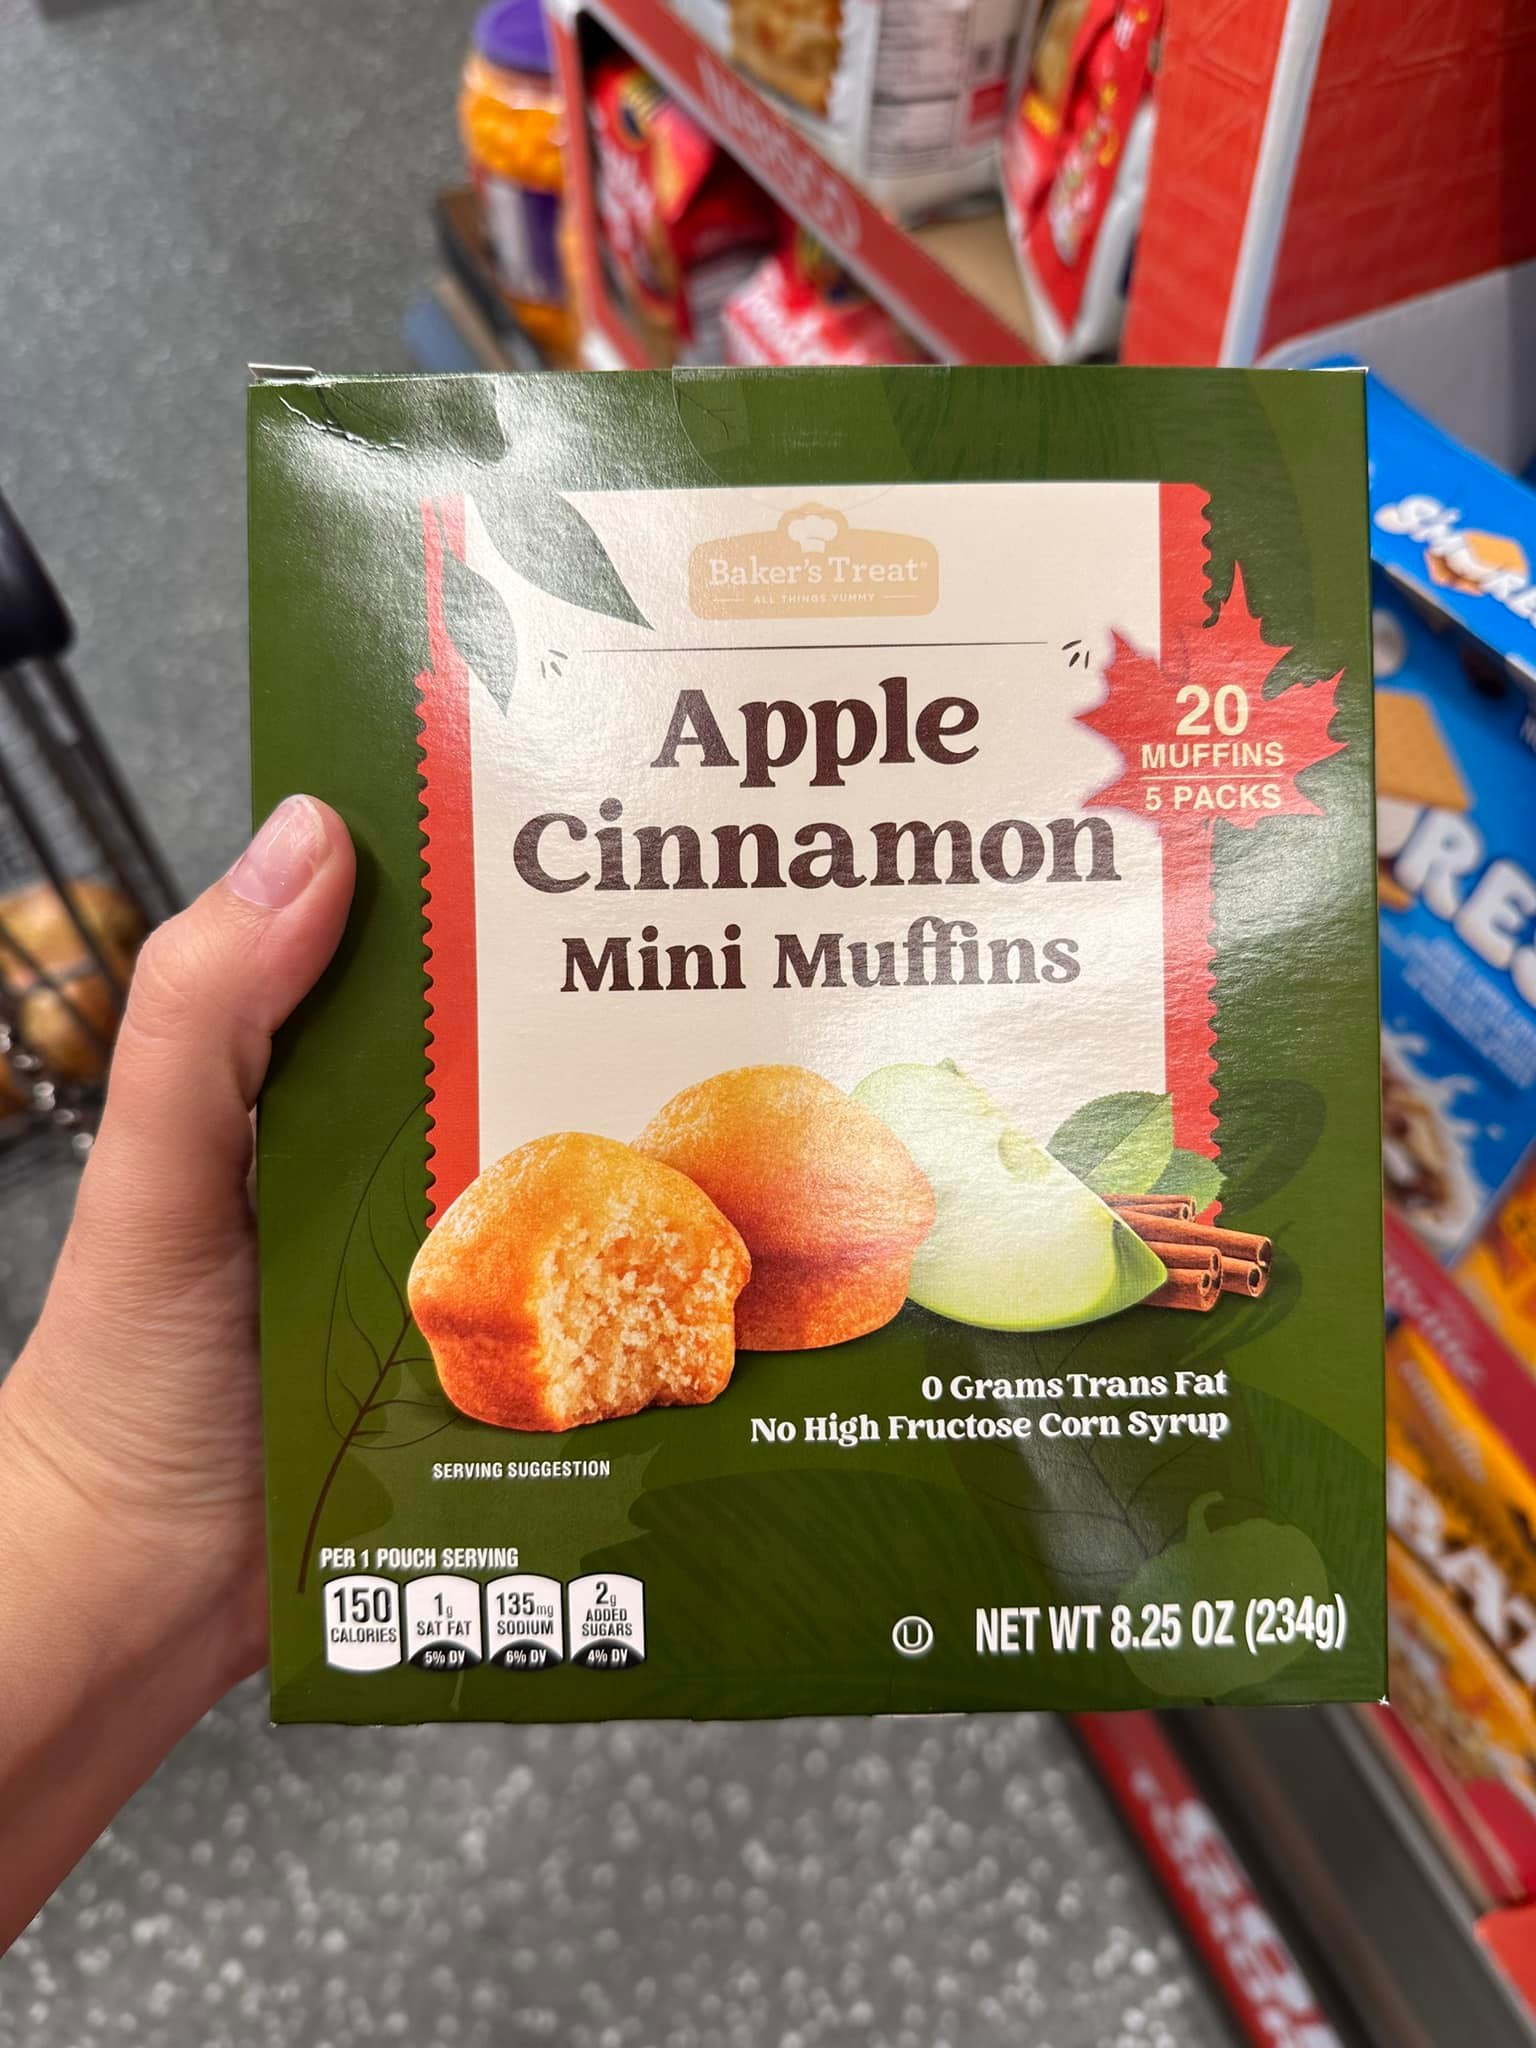 NABISCO
Baker's Treat
ALL THINGS YUMMY
Apple
Cinnamon
Mini Muffins
20
MUFFINS
5 PACKS
0 Grams Trans Fat
No High Fructose Corn Syrup
SERVING SUGGESTION
PER 1 POUCH SERVING
150
CALORIES
1g
SAT FAT
5% DV
135mg
SODIUM
6% DV
2g
ADDED
SUGARS
4% DV
U
NET WT 8.25 OZ (234g)